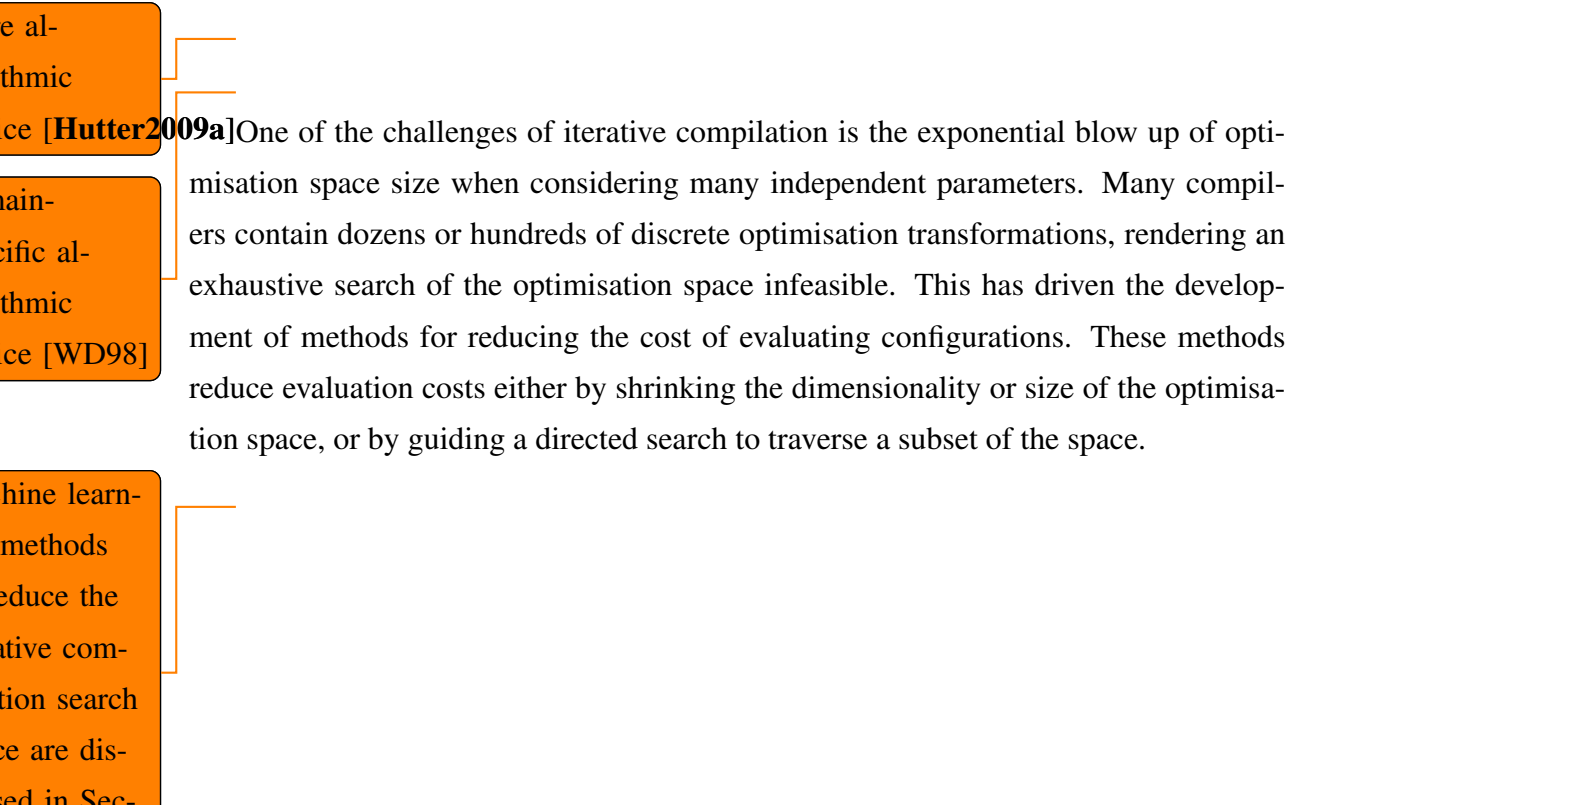 e al-
thmic
ce [Hutter2009a]
ain-
cific al-
thmic
ce [WD98]
One of the challenges of iterative compilation is the exponential blow up of opti-
misation space size when considering many independent parameters. Many compil-
ers contain dozens or hundreds of discrete optimisation transformations, rendering an
exhaustive search of the optimisation space infeasible. This has driven the develop-
ment of methods for reducing the cost of evaluating configurations. These methods
reduce evaluation costs either by shrinking the dimensionality or size of the optimisa-
tion space, or by guiding a directed search to traverse a subset of the space.
hine learn-
methods
educe the
ative com-
tion search
ce are dis-
sed in Sec-